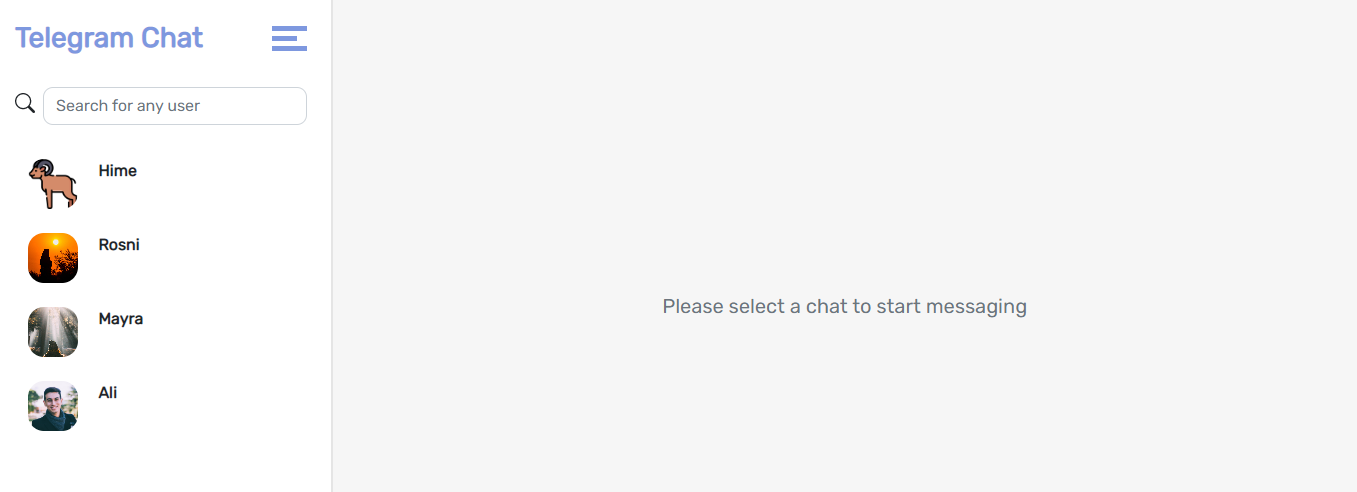 Telegram Chat
Search for any user
Hime
Rosni
Mayra
Ali
Please select a chat to start messaging